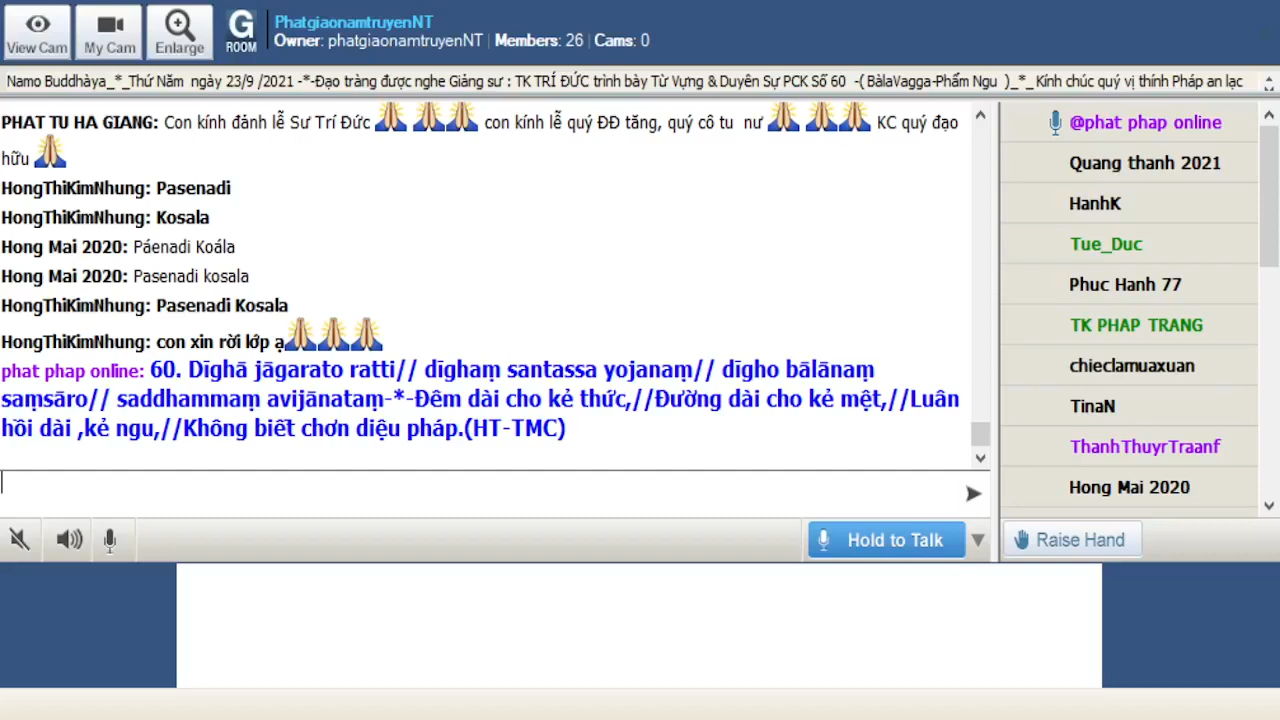 View Cam
My Cam
Enlarge
G
ROOM
PhatgiaonamtruyenNT
Owner: phatgiaonamtruyenNT | Members: 26 | Cams: 0
Namo Buddhàya_*_Thứ Năm ngày 23/9 /2021 -*-Đạo tràng được nghe Giảng sư : TK TRÍ ĐỨC trình bày Từ Vựng & Duyên Sự PCK Số 60 -( BàlaVagga-Phẩm Ngu )_*_Kính chúc quý vị thính Pháp an lạc
PHAT TU HA GIANG: Con kính đảnh lễ Sư Trí Đức 🙏 🙏🙏 con kính lễ quý ĐĐ tăng, quý cô tu nư 🙏 🙏🙏 KC quý đạo
hữu 🙏
HongThiKimNhung: Pasenadi
HongThiKimNhung: Kosala
Hong Mai 2020: Páenadi Koála
Hong Mai 2020: Pasenadi kosala
HongThiKimNhung: Pasenadi Kosala
HongThiKimNhung: con xin rời lớp ạ🙏🙏🙏
phat phap online: 60. Dīghā jāgarato ratti// dīghaṃ santassa yojanaṃ// dīgho bālānaṃ
saṃsāro// saddhammaṃ avijānataṃ-*-Đêm dài cho kẻ thức,//Đường dài cho kẻ mệt,//Luân
hồi dài ,kẻ ngu,//Không biết chơn diệu pháp.(HT-TMC)
Hold to Talk
@phat phap online
Quang thanh 2021
HanhK
Tue_Duc
Phuc Hanh 77
TK PHAP TRANG
chieclamuaxuan
TinaN
ThanhThuyrTraanf
Hong Mai 2020
Raise Hand